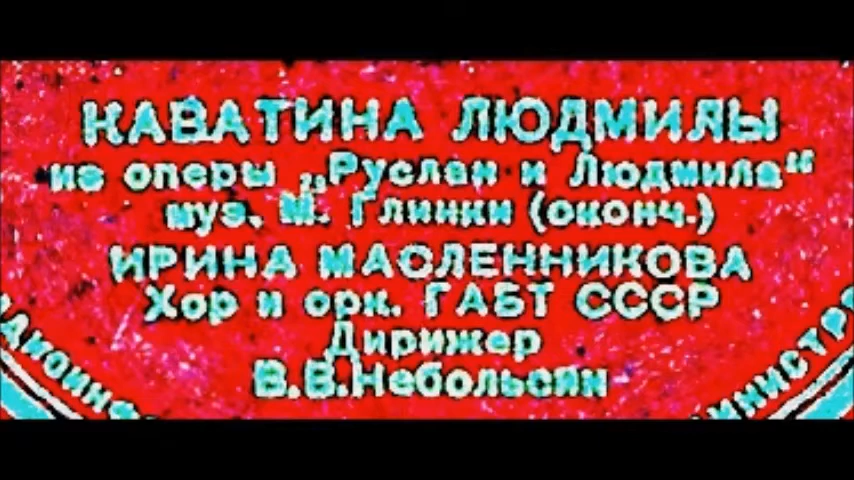 КАВАТИНА ЛЮДМИЛЫ
из оперы „Руслан и Людмила“
муз. М. Глинки (оконч.)
ИРИНА МАСЛЕННИКОВА
Хор и орк. ГАБТ СССР
Дирижер
В.В.Небольсин